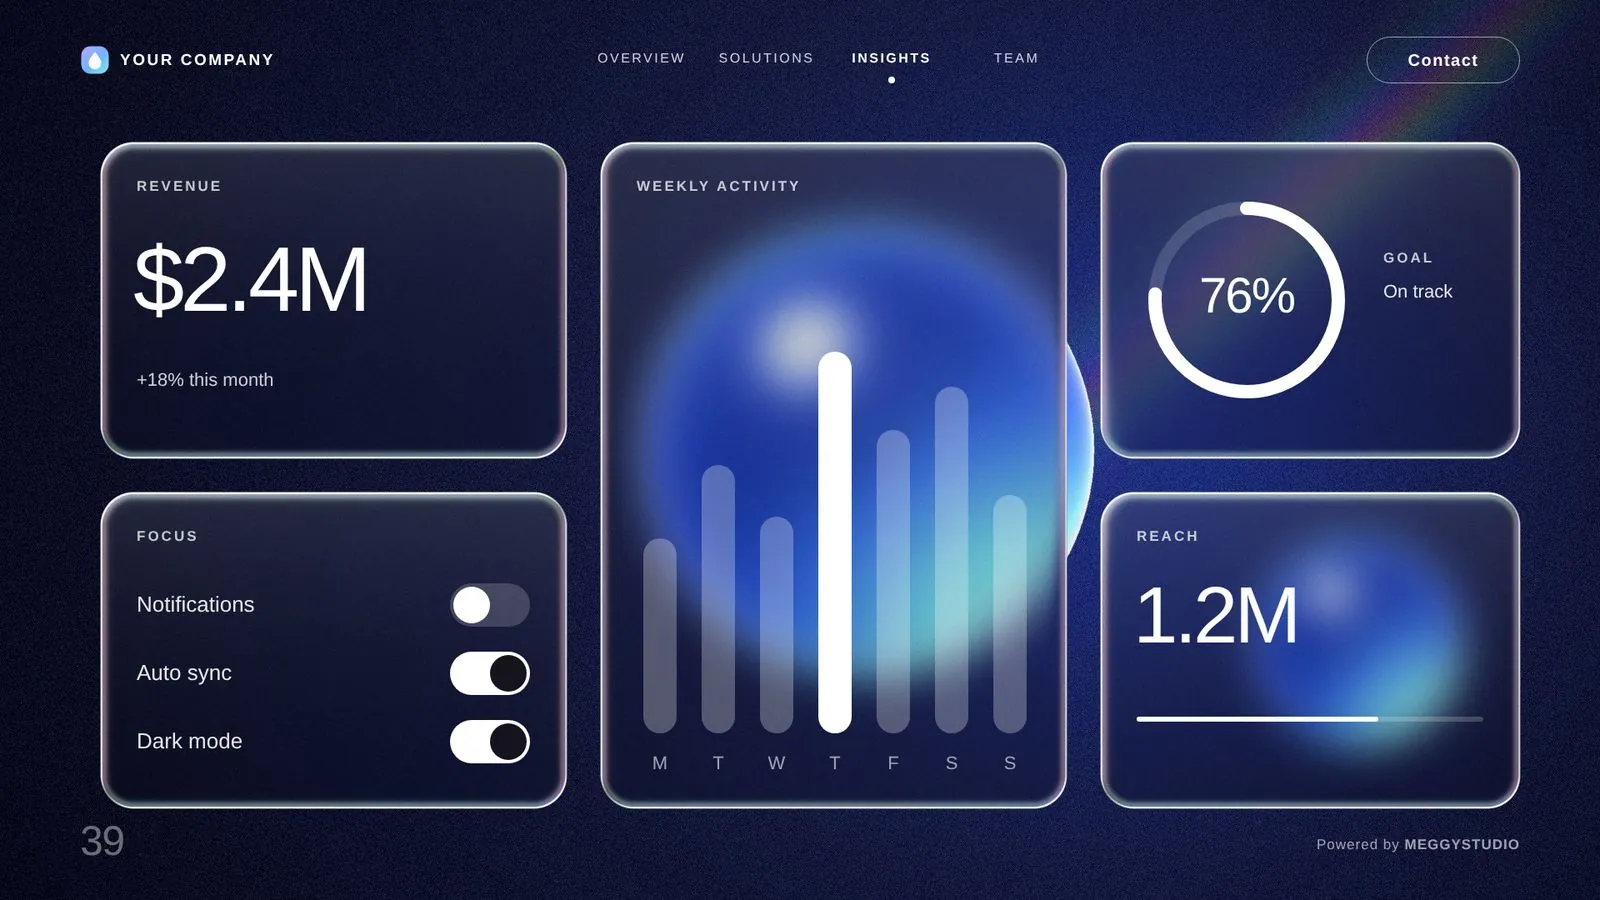 YOUR COMPANY
OVERVIEW
SOLUTIONS
INSIGHTS
TEAM
Contact
REVENUE
$2.4M
+18% this month
WEEKLY ACTIVITY
M T W T F S S
76%
GOAL
On track
FOCUS
Notifications
Auto sync
Dark mode
REACH
1.2M
39
Powered by MEGGYSTUDIO